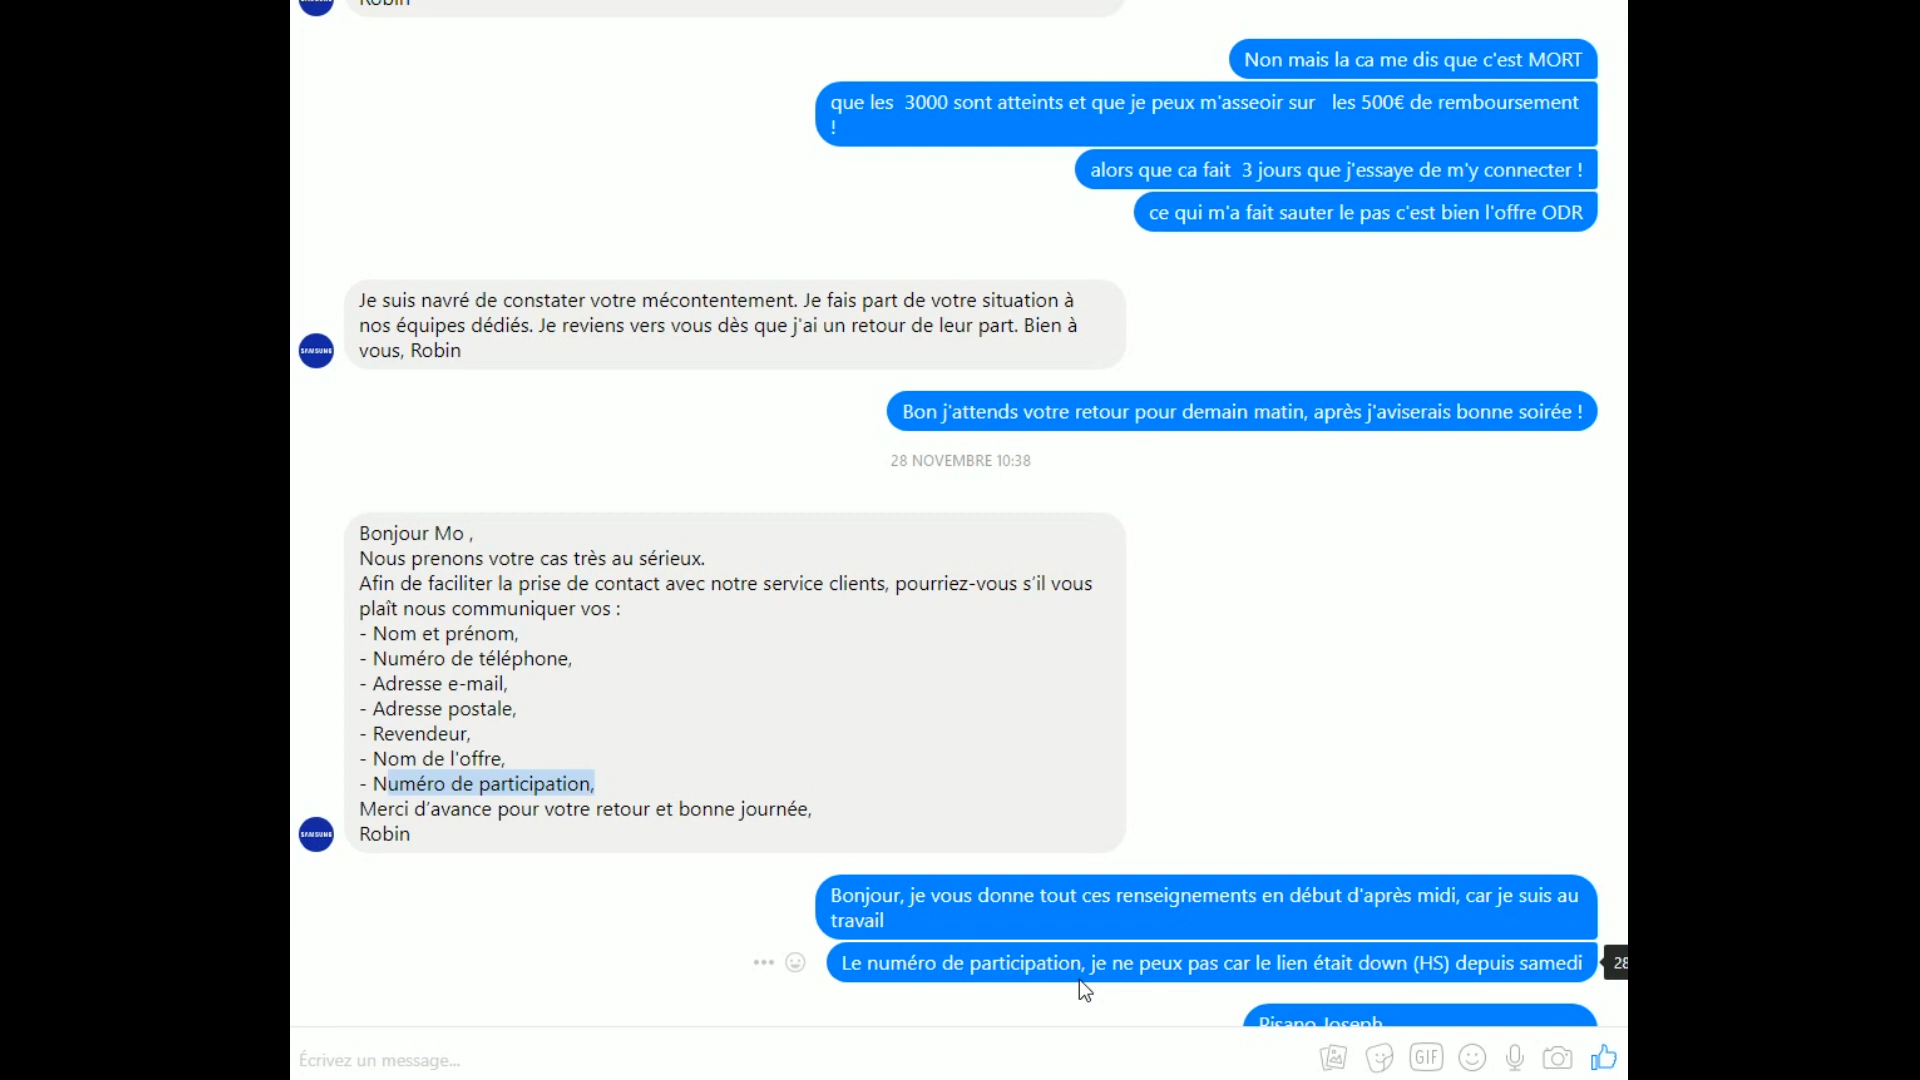 Robin
Non mais la ca me dis que c'est MORT
que les  3000 sont atteints et que je peux m'asseoir sur   les 500€ de remboursement
!
alors que ca fait  3 jours que j'essaye de m'y connecter !
ce qui m'a fait sauter le pas c'est bien l'offre ODR
Je suis navré de constater votre mécontentement. Je fais part de votre situation à
nos équipes dédiés. Je reviens vers vous dès que j'ai un retour de leur part. Bien à
vous, Robin
SAMSUNG
Bon j'attends votre retour pour demain matin, après j'aviserais bonne soirée !
28 NOVEMBRE 10:38
Bonjour Mo ,
Nous prenons votre cas très au sérieux.
Afin de faciliter la prise de contact avec notre service clients, pourriez-vous s’il vous
plaît nous communiquer vos :
- Nom et prénom,
- Numéro de téléphone,
- Adresse e-mail,
- Adresse postale,
- Revendeur,
- Nom de l'offre,
- Numéro de participation,
Merci d’avance pour votre retour et bonne journée,
Robin
SAMSUNG
Bonjour, je vous donne tout ces renseignements en début d'après midi, car je suis au
travail
Le numéro de participation, je ne peux pas car le lien était down (HS) depuis samedi
28
Pisano Joseph
Écrivez un message...
GIF